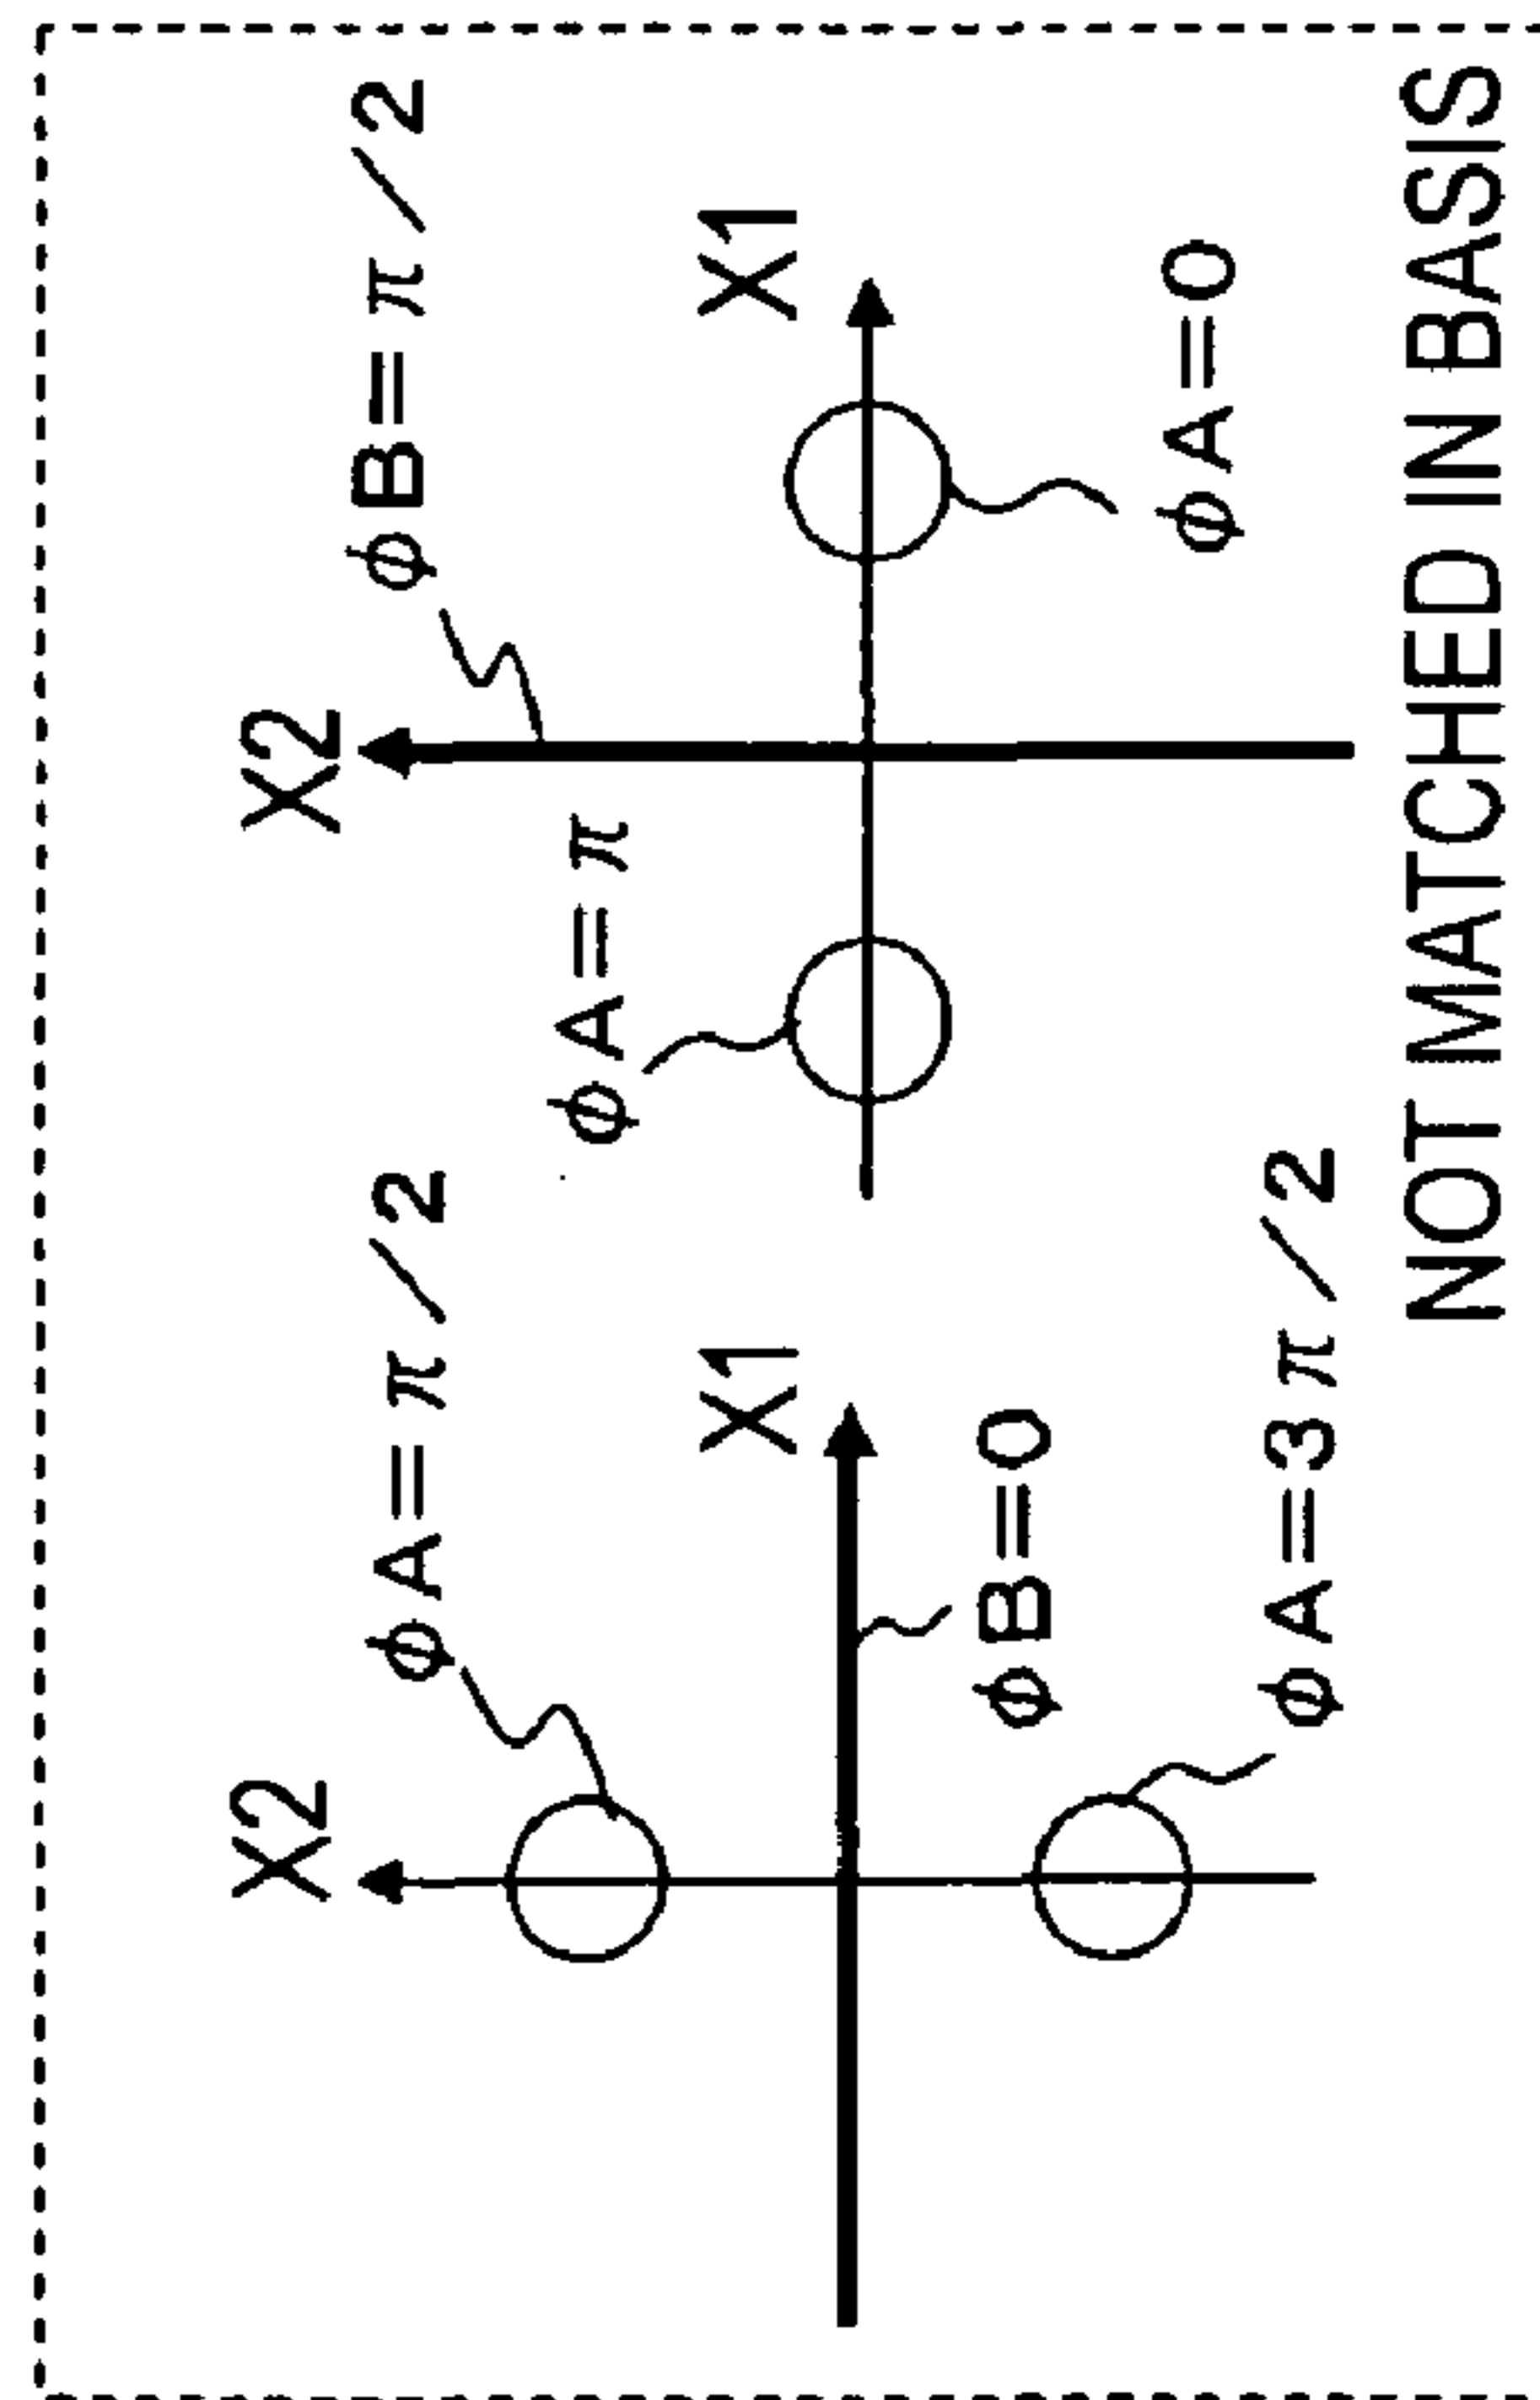 X2
φA=π/2
X1
φB=0
φA=3π/2
X2
φB=π/2
φA=π
X1
φA=0
NOT MATCHED IN BASIS